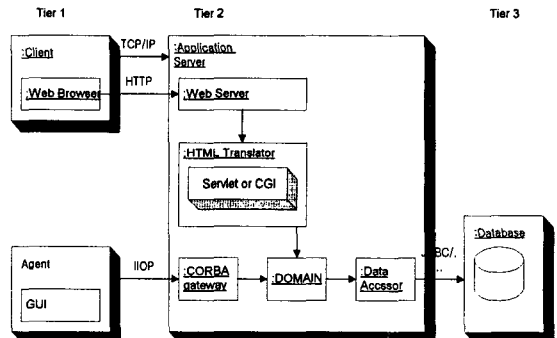 Tier 1
Tier 2
Tier 3
:Client
TCP/IP
:Application
Server
:Web Browser
HTTP
:Web Server
:HTML Translator
Servlet or CGI
:Database
Agent
GUI
IIOP
:CORBA
gateway
:DOMAIN
:Data
Accssor